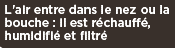 L'air entre dans le nez ou la
bouche : il est réchauffé,
humidifié et filtré